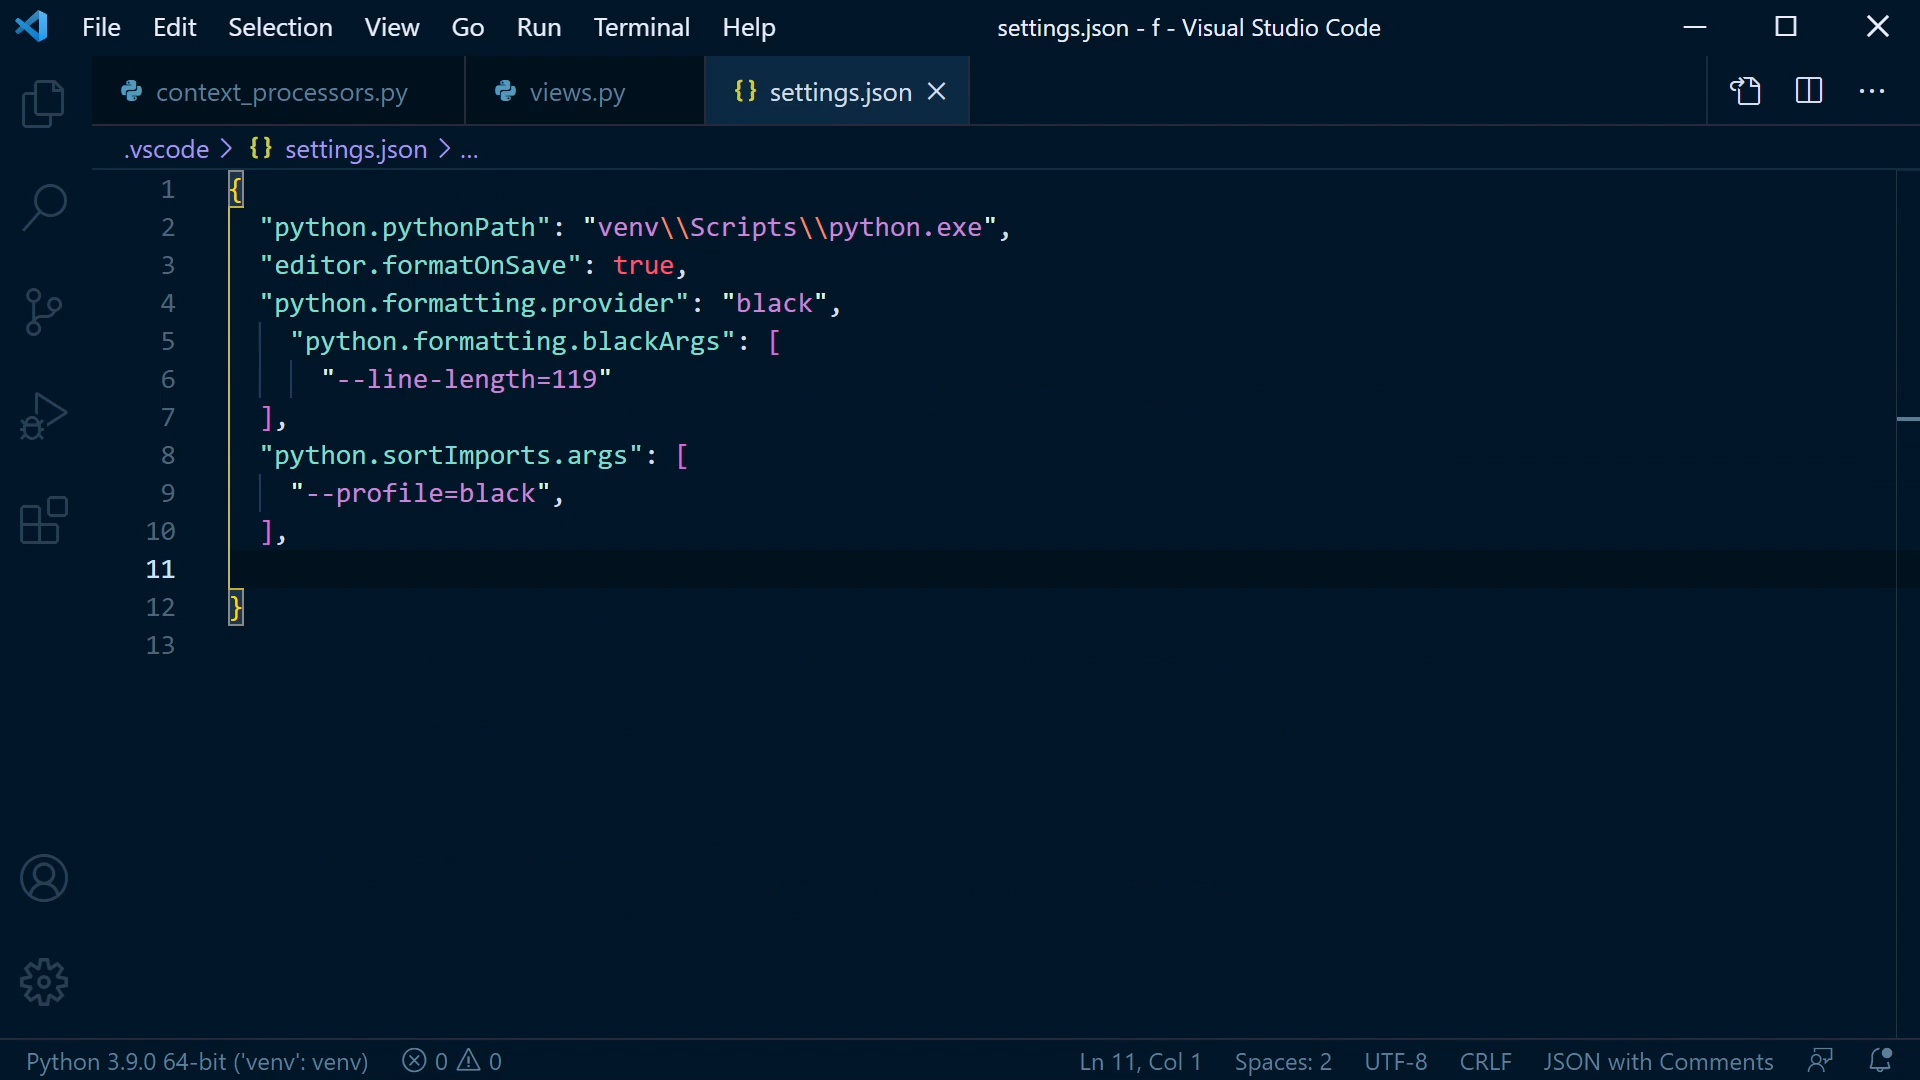 File Edit Selection View Go Run Terminal Help settings.json - f - Visual Studio Code
context_processors.py views.py {} settings.json
.vscode > {} settings.json > ...
1 {
2 "python.pythonPath": "venv\\Scripts\\python.exe",
3 "editor.formatOnSave": true,
4 "python.formatting.provider": "black",
5 "python.formatting.blackArgs": [
6 "--line-length=119"
7 ],
8 "python.sortImports.args": [
9 "--profile=black",
10 ],
11
12 }
13
Python 3.9.0 64-bit ('venv': venv) 0 0 Ln 11, Col 1 Spaces: 2 UTF-8 CRLF JSON with Comments